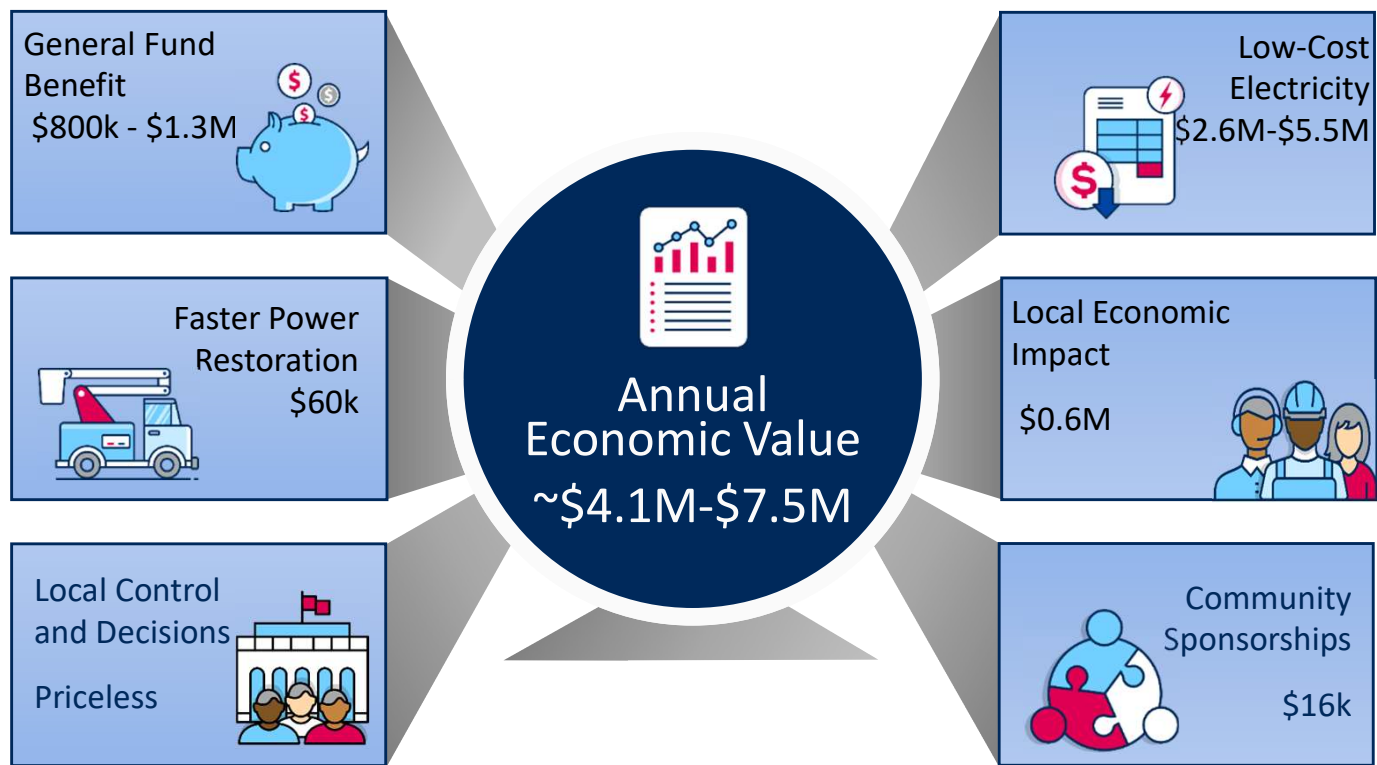 General Fund
Benefit
$800k - $1.3M
$
$
$
Low-Cost
Electricity
$2.6M-$5.5M
$
Faster Power
Restoration
$60k
Annual
Economic Value
~$4.1M-$7.5M
Local Economic
Impact
$0.6M
Local Control
and Decisions
Priceless
Community
Sponsorships
$16k